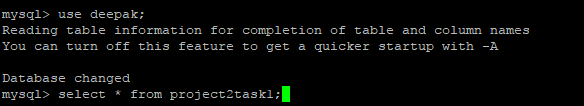 mysql> use deepak;
Reading table information for completion of table and column names
You can turn off this feature to get a quicker startup with -A
Database changed
mysql> select * from project2task1;